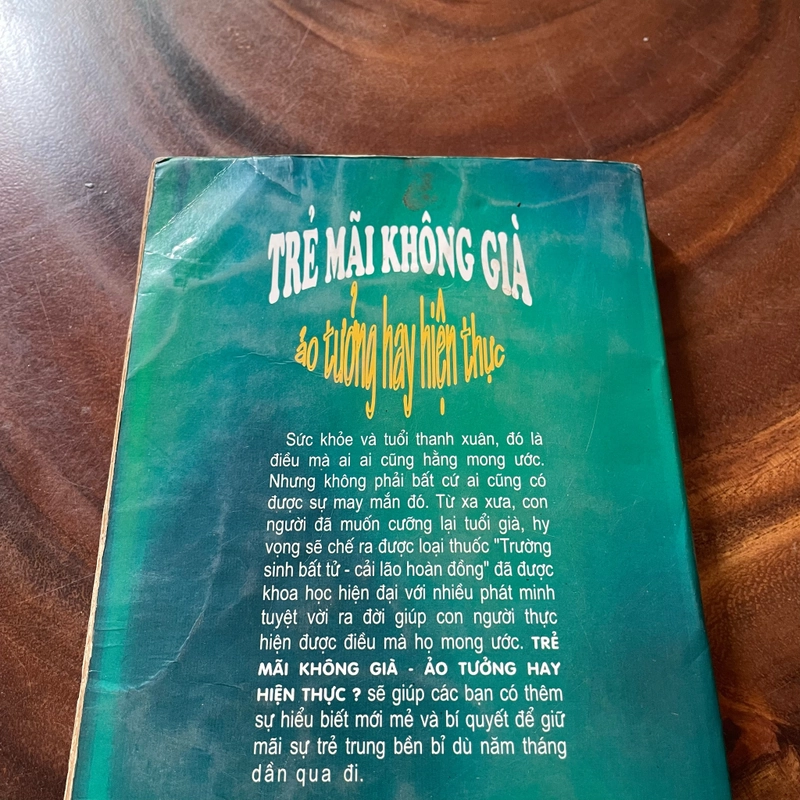 TRẺ MÃI KHÔNG GIÀ
ảo tưởng hay hiện thực
Sức khỏe và tuổi thanh xuân, đó là
điều mà ai ai cũng hằng mong ước.
Nhưng không phải bất cứ ai cũng có
được sự may mắn đó. Từ xa xưa, con
người đã muốn cưỡng lại tuổi già, hy
vọng sẽ chế ra được loại thuốc "Trường
sinh bất tử - cải lão hoàn đồng" đã được
khoa học hiện đại với nhiều phát minh
tuyệt vời ra đời giúp con người thực
hiện được điều mà họ mong ước. TRẺ
MÃI KHÔNG GIÀ - ẢO TƯỞNG HAY
HIỆN THỰC ? sẽ giúp các bạn có thêm
sự hiểu biết mới mẻ và bí quyết để giữ
mãi sự trẻ trung bền bỉ dù năm tháng
dần qua đi.